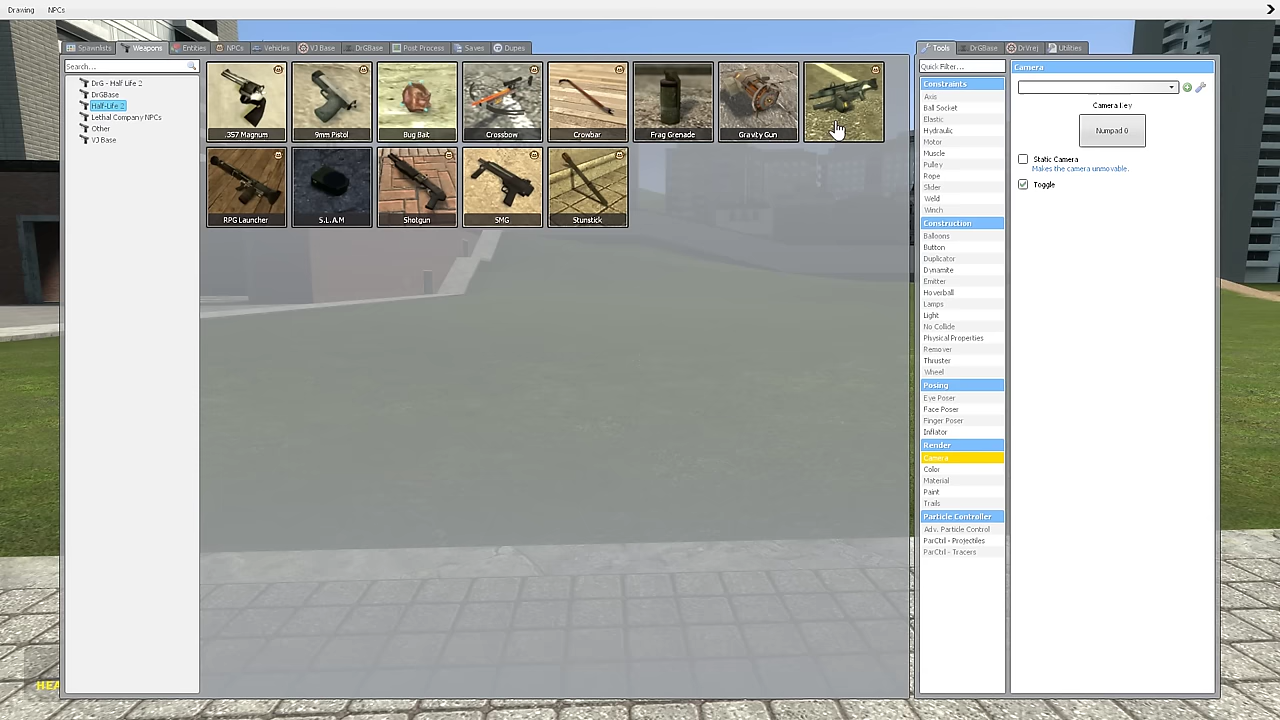 Drawing NPCs
Spawnlists Weapons Entities NPCs Vehicles VJ Base DrGBase Post Process Saves Dupes
Search...
DrG - Half Life 2
DrGBase
Half-Life 2
Lethal Company NPCs
Other
VJ Base
.357 Magnum 9mm Pistol Bug Bait Crossbow Crowbar Frag Grenade Gravity Gun
RPG Launcher S.L.A.M Shotgun SMG Stunstick
Tools DrGBase DrVrej Utilities
Quick Filter...
Constraints
Axis
Ball Socket
Elastic
Hydraulic
Motor
Muscle
Pulley
Rope
Slider
Weld
Winch
Construction
Balloons
Button
Duplicator
Dynamite
Emitter
Hoverball
Lamps
Light
No Collide
Physical Properties
Remover
Thruster
Wheel
Posing
Eye Poser
Face Poser
Finger Poser
Inflator
Render
Camera
Color
Material
Paint
Trails
Particle Controller
Adv. Particle Control
ParCtrl - Projectiles
ParCtrl - Tracers
Camera
Camera Key
Numpad 0
Static Camera
Makes the camera unmovable.
Toggle